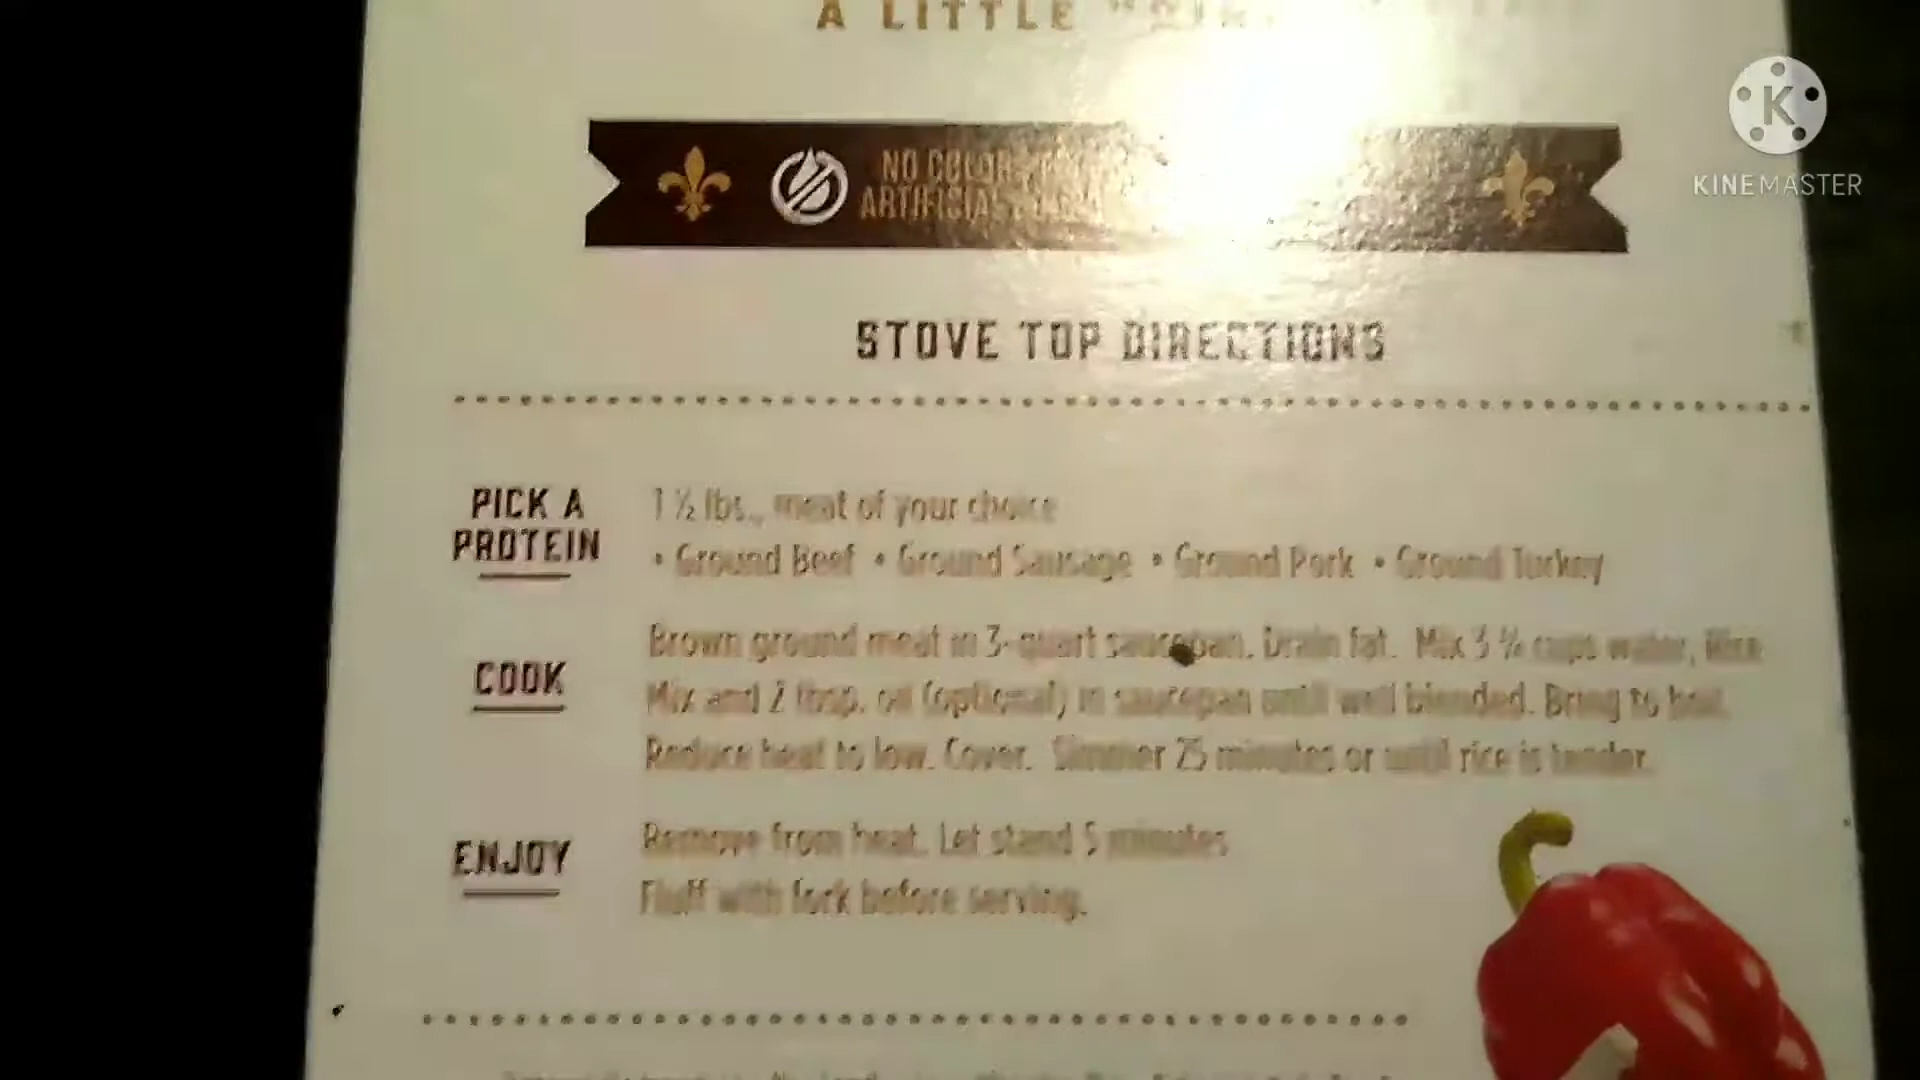 A LITTLE
K
KINEMASTER
NO COLOR
ARTIFICIAL
STOVE TOP DIRECTIONS
PICK A
PROTEIN
1 ½ lbs., meat of your choice
• Ground Beef • Ground Sausage • Ground Pork • Ground Turkey
COOK
Brown ground meat in 3-quart saucepan. Drain fat. Mix 3 cups water, Rice
Mix and 2 tbsp. oil (optional) in saucepan until well blended. Bring to boil.
Reduce heat to low. Cover. Simmer 25 minutes or until rice is tender.
ENJOY
Remove from heat. Let stand 5 minutes
Fluff with fork before serving.